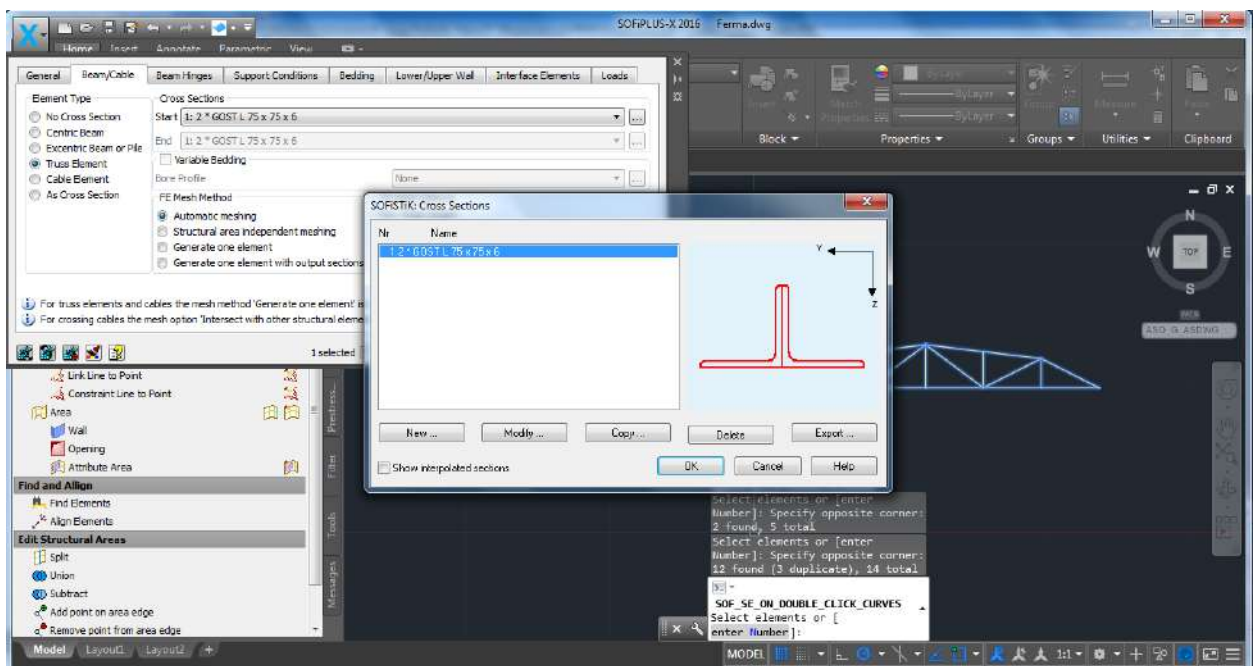 SOFiPLUS-X 2016 Ferma.dwg
Home Insert Annotate Parametric View
General Beam/Cable Beam Hinges Support Conditions Bedding Lower/Upper Wall Interface Elements Loads
Element Type
No Cross Section
Centric Beam
Excentric Beam or Pile
Truss Element
Cable Element
As Cross Section
Cross Sections
Start 1: 2 * GOST L 75 x 75 x 6
End 1: 2 * GOST L 75 x 75 x 6
Variable Bedding
Bore Profile None
FE Mesh Method
Automatic meshing
Structural area independent meshing
Generate one element
Generate one element with output sections
For truss elements and cables the mesh method 'Generate one element' is
For crossing cables the mesh option 'Intersect with other structural eleme
1 selected
ByLayer
ByLayer
Block Properties Groups Utilities Clipboard
SOFiSTiK: Cross Sections
Nr Name
1 2 * GOST L 75 x 75 x 6
Y
Z
New ... Modify ... Copy ... Delete Export ...
Show interpolated sections
OK Cancel Help
N
W TOP E
S
Link Line to Point
Constraint Line to Point
Area
Wall
Opening
Attribute Area
Find and Allign
Find Elements
Align Elements
Edit Structural Areas
Split
Union
Subtract
Add point on area edge
Remove point from area edge
Prestress...
Filter
Tools
Messages
Select elements or [enter
Number]: Specify opposite corner:
2 found, 5 total
Select elements or [enter
Number]: Specify opposite corner:
12 found (3 duplicate), 14 total
SOF_SE_ON_DOUBLE_CLICK_CURVES
Select elements or [
enter Number]:
Model Layout1 Layout2 +
MODEL 1:1